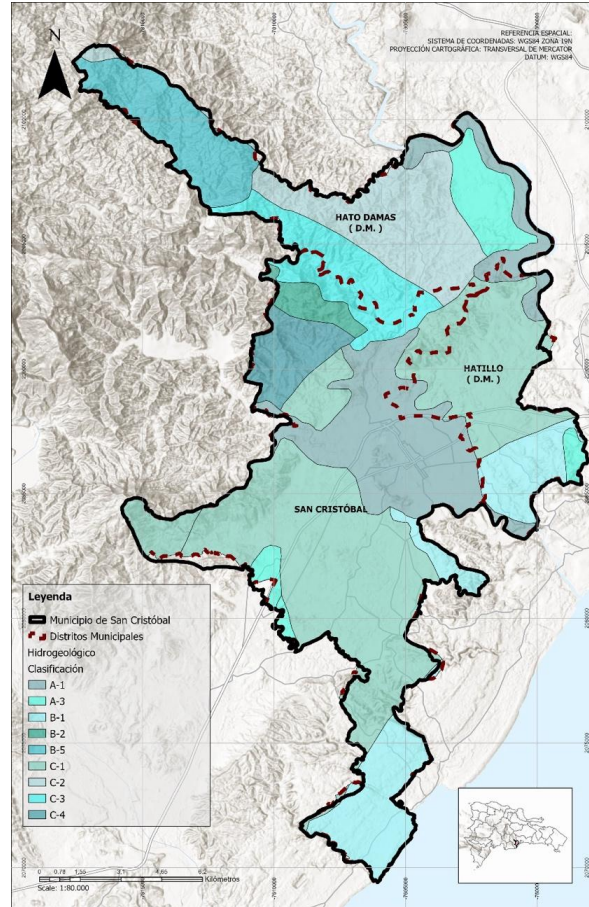 REFERENCIA ESPACIAL:
SISTEMA DE COORDENADAS: WGS84 ZONA 19N
PROYECCIÓN CARTOGRÁFICA: TRANSVERSAL DE MERCATOR
DATUM: WGS84
N
HATO DAMAS
( D.M. )
HATILLO
( D.M. )
SAN CRISTÓBAL
Leyenda
Municipio de San Cristóbal
Distritos Municipales
Hidrogeológico
Clasificación
A-1
A-3
B-1
B-2
B-5
C-1
C-2
C-3
C-4
Kilómetros
Scale: 1:80.000